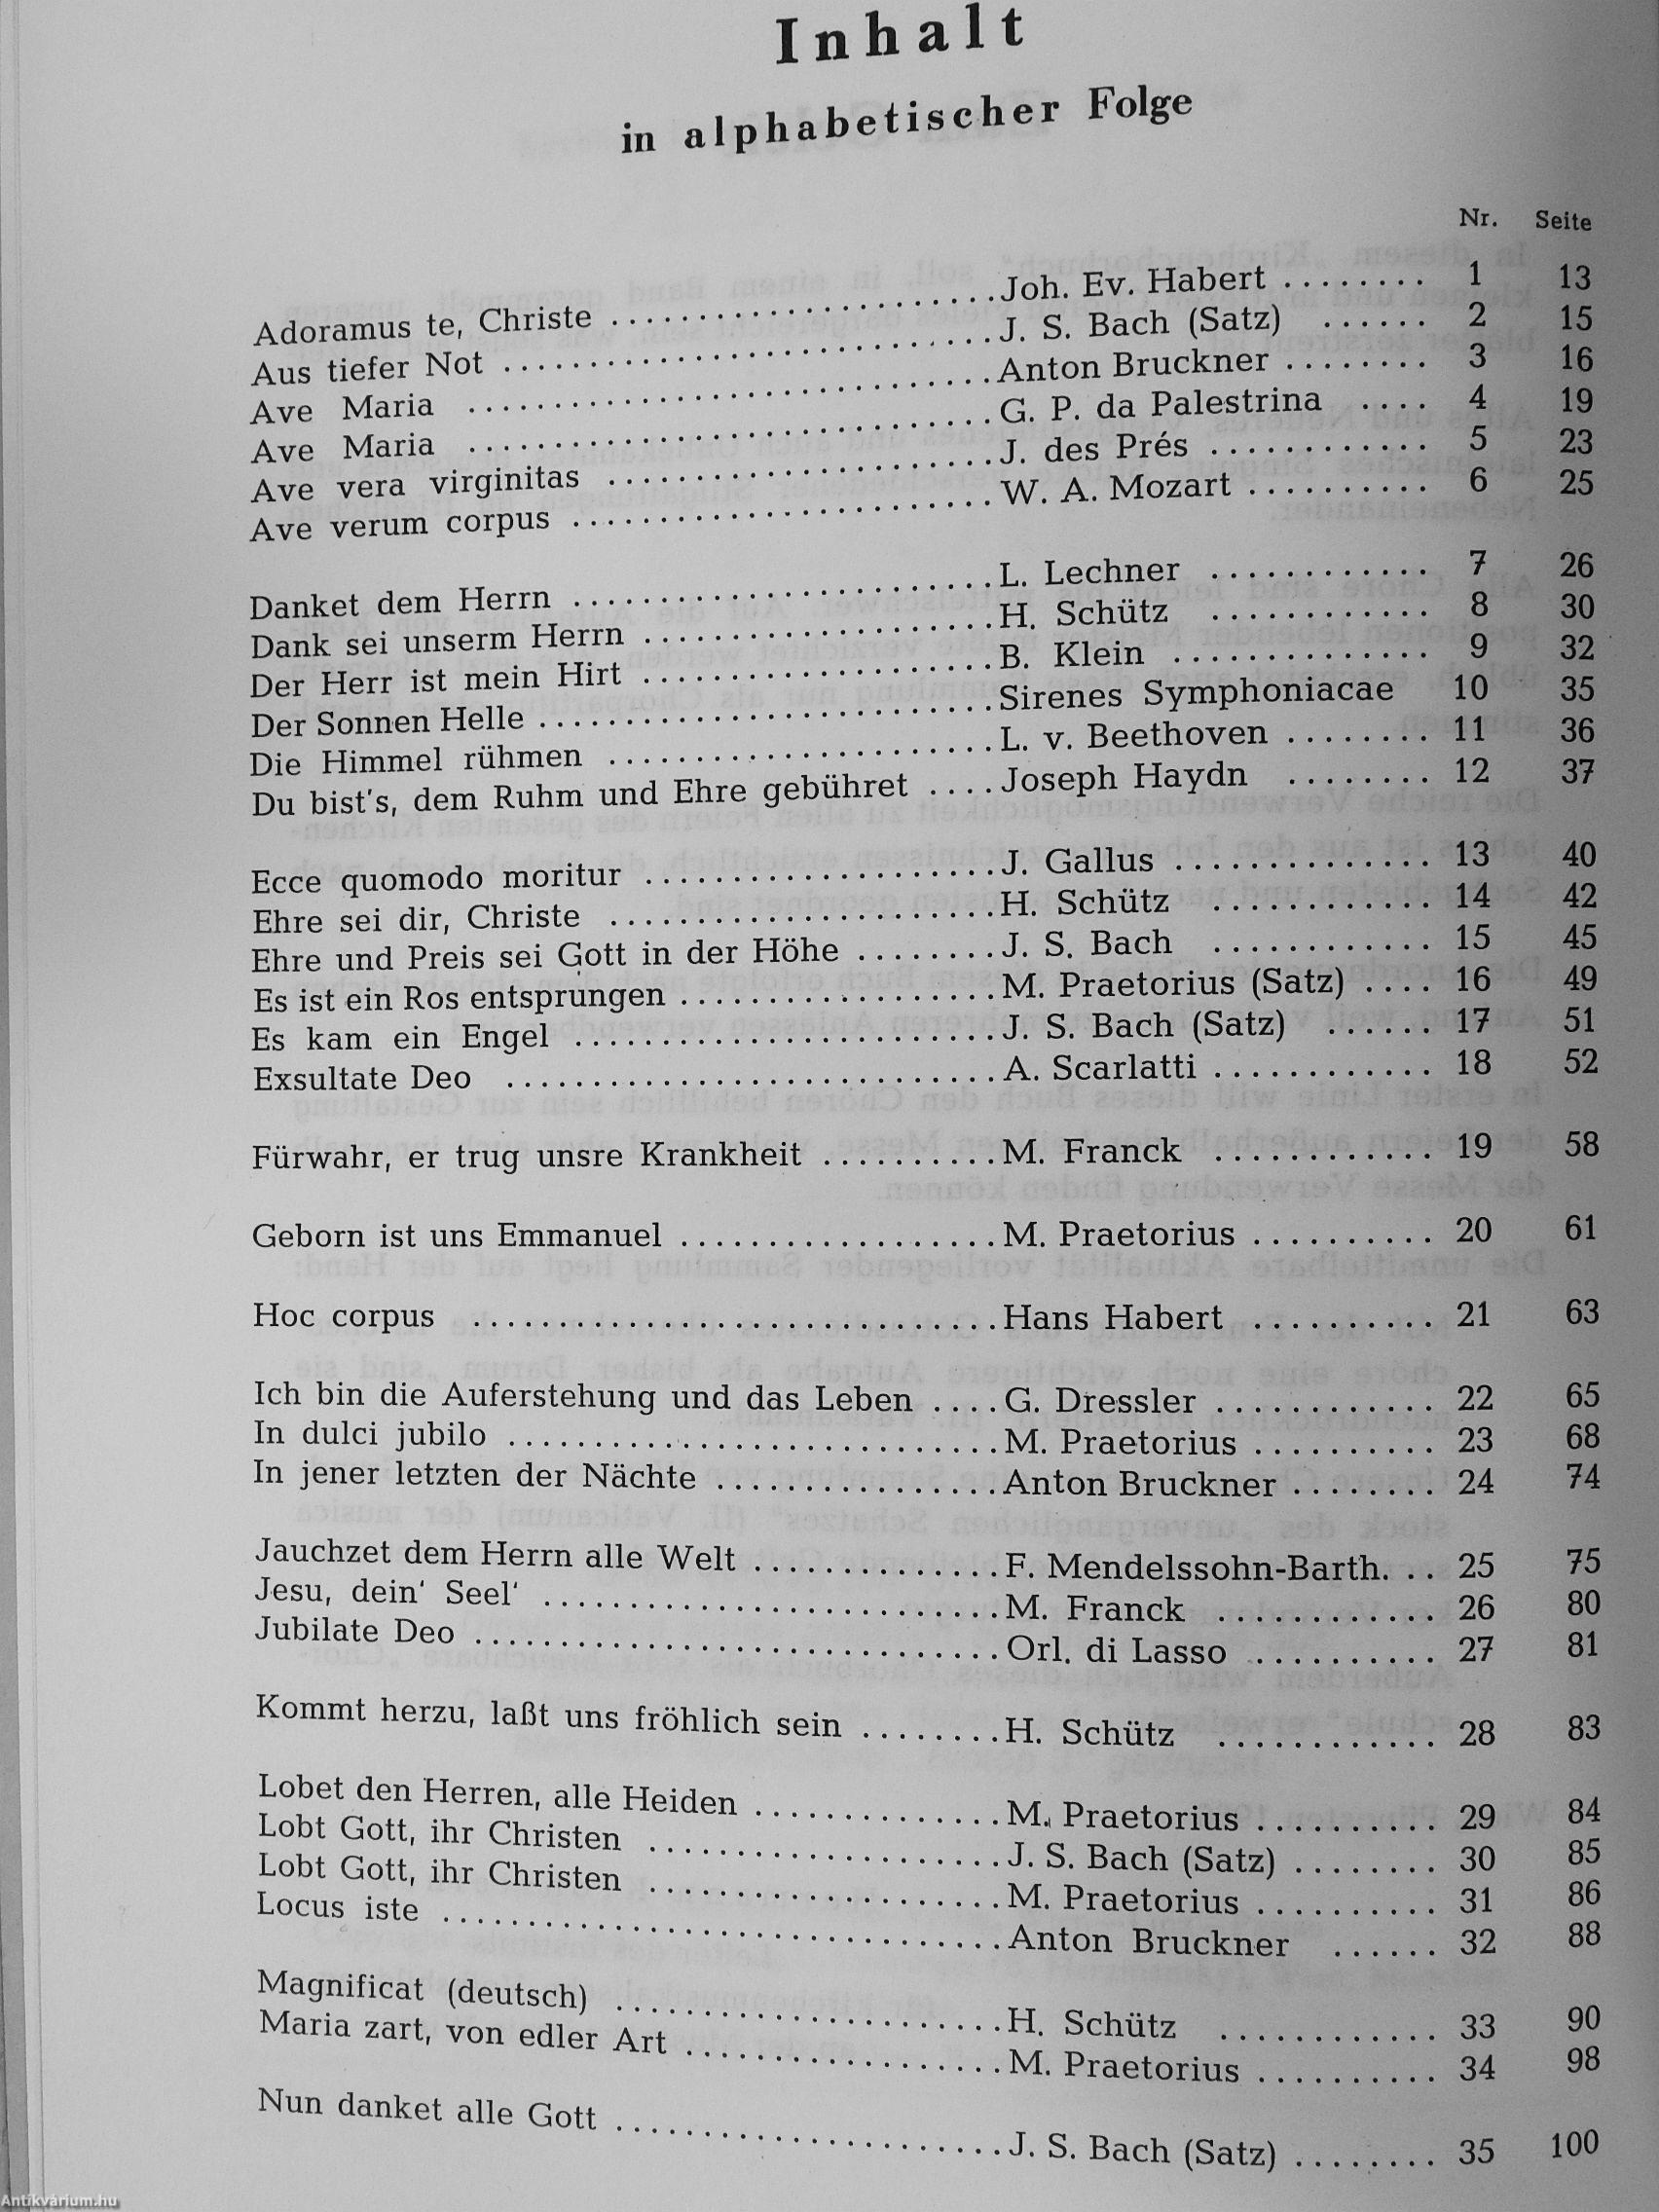 Inhalt
in alphabetischer Folge
Nr. Seite
Adoramus te, Christe ........ Joh. Ev. Habert ........ 1 13
Aus tiefer Not ........ J. S. Bach (Satz) ...... 2 15
Ave Maria ........ Anton Bruckner ........ 3 16
Ave Maria ........ G. P. da Palestrina .... 4 19
Ave vera virginitas ........ J. des Prés ........ 5 23
Ave verum corpus ........ W. A. Mozart ........ 6 25
Danket dem Herrn ........ L. Lechner ........ 7 26
Dank sei unserm Herrn ........ H. Schütz ........ 8 30
Der Herr ist mein Hirt ........ B. Klein ........ 9 32
Der Sonnen Helle ........ Sirenes Symphoniacae 10 35
Die Himmel rühmen ........ L. v. Beethoven ........ 11 36
Du bist's, dem Ruhm und Ehre gebühret .... Joseph Haydn ........ 12 37
Ecce quomodo moritur ........ J. Gallus ........ 13 40
Ehre sei dir, Christe ........ H. Schütz ........ 14 42
Ehre und Preis sei Gott in der Höhe ........ J. S. Bach ........ 15 45
Es ist ein Ros entsprungen ........ M. Praetorius (Satz) .... 16 49
Es kam ein Engel ........ J. S. Bach (Satz) ...... 17 51
Exsultate Deo ........ A. Scarlatti ........ 18 52
Fürwahr, er trug unsre Krankheit ........ M. Franck ........ 19 58
Geborn ist uns Emmanuel ........ M. Praetorius ........ 20 61
Hoc corpus ........ Hans Habert ........ 21 63
Ich bin die Auferstehung und das Leben .... G. Dressler ........ 22 65
In dulci jubilo ........ M. Praetorius ........ 23 68
In jener letzten der Nächte ........ Anton Bruckner ........ 24 74
Jauchzet dem Herrn alle Welt ........ F. Mendelssohn-Barth. .. 25 75
Jesu, dein' Seel' ........ M. Franck ........ 26 80
Jubilate Deo ........ Orl. di Lasso ........ 27 81
Kommt herzu, laßt uns fröhlich sein ........ H. Schütz ........ 28 83
Lobet den Herren, alle Heiden ........ M. Praetorius ........ 29 84
Lobt Gott, ihr Christen ........ J. S. Bach (Satz) ........ 30 85
Lobt Gott, ihr Christen ........ M. Praetorius ........ 31 86
Locus iste ........ Anton Bruckner ...... 32 88
Magnificat (deutsch) ........ H. Schütz ........ 33 90
Maria zart, von edler Art ........ M. Praetorius ........ 34 98
Nun danket alle Gott ........ J. S. Bach (Satz) ........ 35 100
Antikvárium.hu